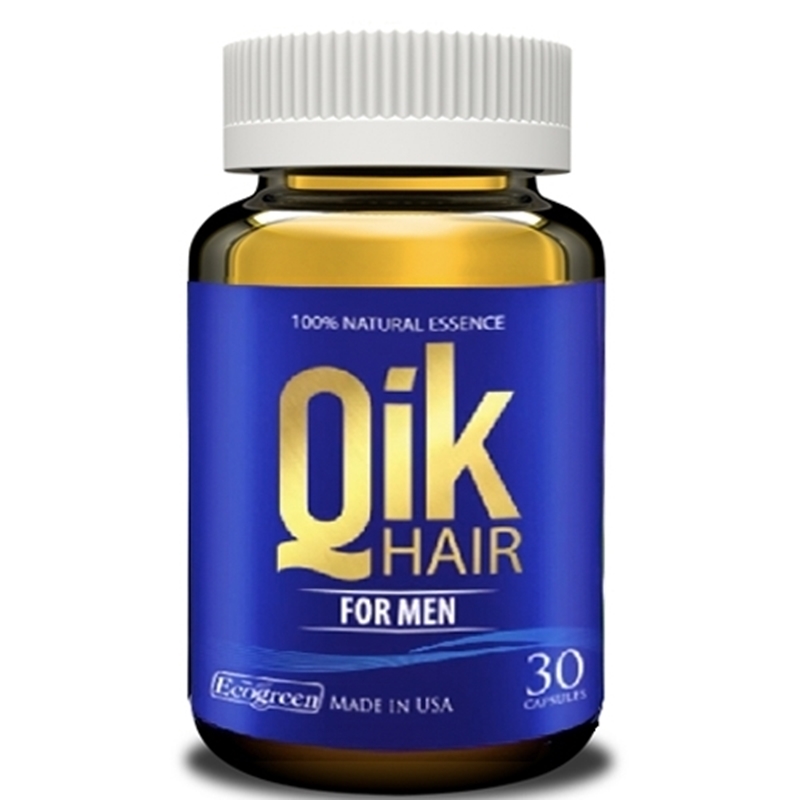 100% NATURAL ESSENCE
Qik
HAIR
FOR MEN
30
CAPSULES
Ecogreen
MADE IN USA